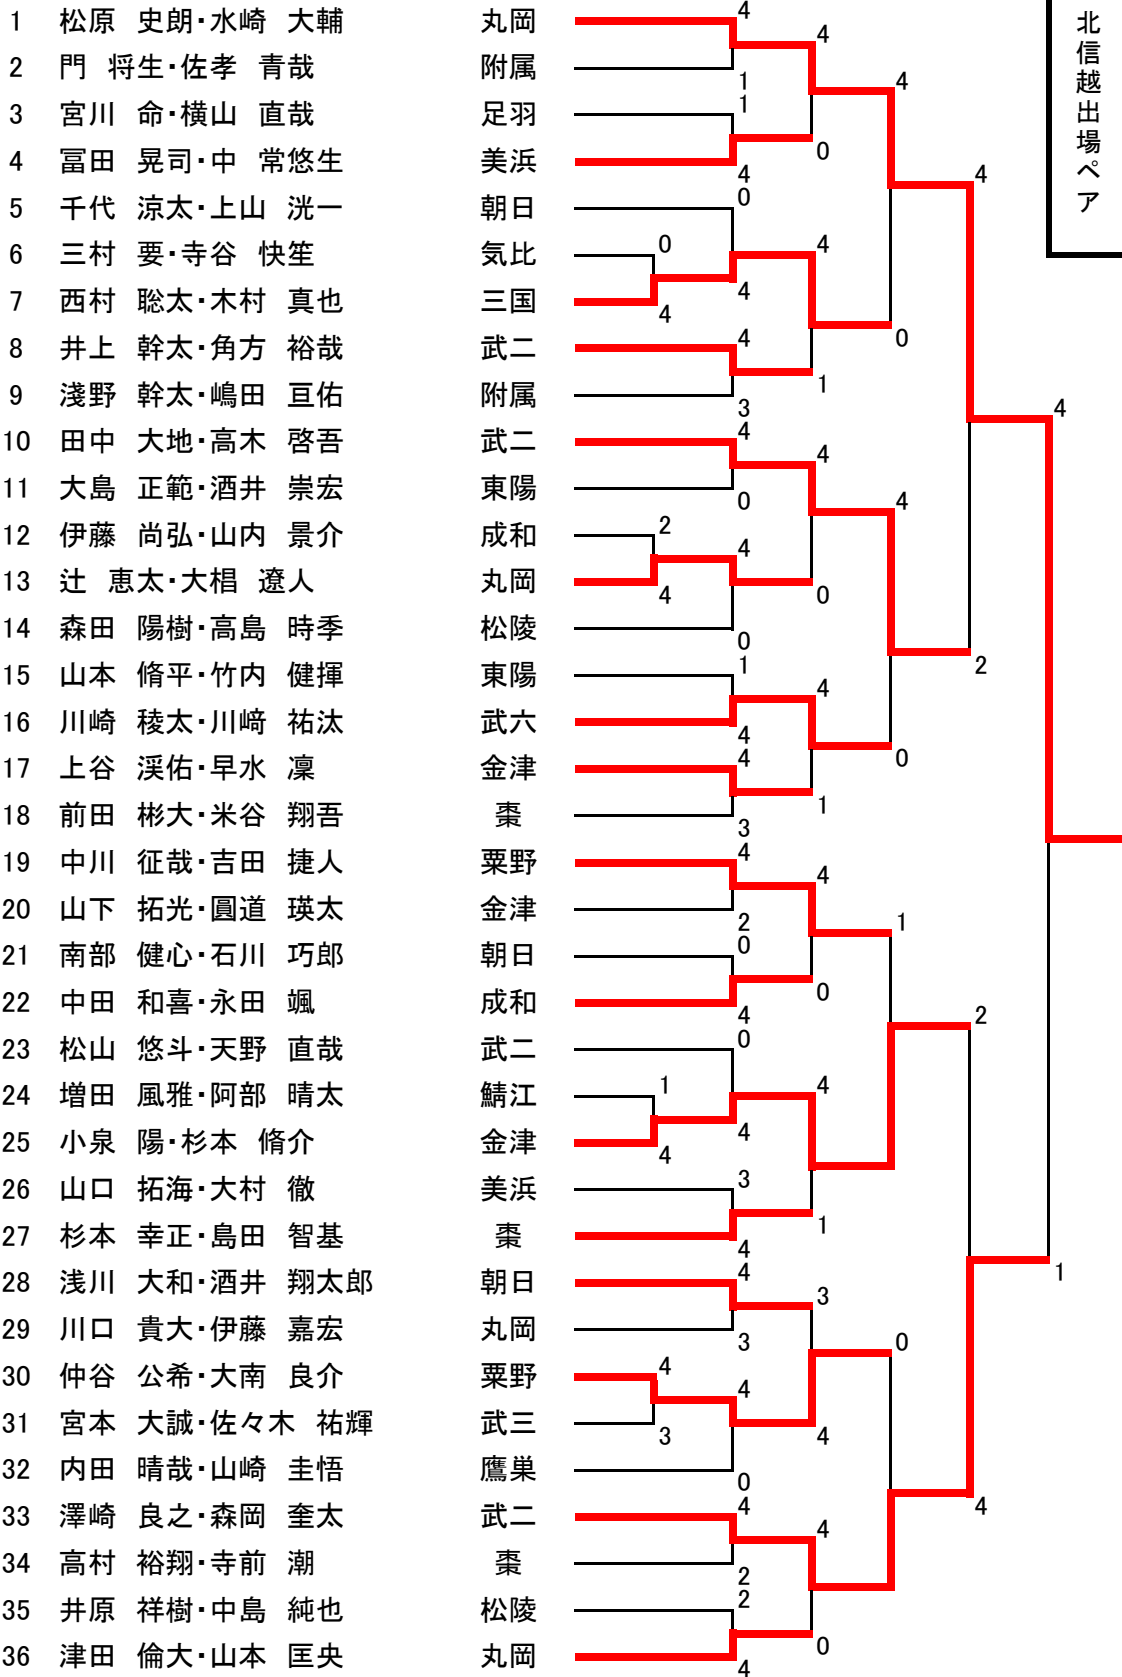 1 松原 史朗・水崎 大輔 丸岡
2 門 将生・佐孝 青哉 附属
3 宮川 命・横山 直哉 足羽
4 冨田 晃司・中 常悠生 美浜
5 千代 涼太・上山 洸一 朝日
6 三村 要・寺谷 快笙 気比
7 西村 聡太・木村 真也 三国
8 井上 幹太・角方 裕哉 武二
9 淺野 幹太・嶋田 亘佑 附属
10 田中 大地・高木 啓吾 武二
11 大島 正範・酒井 崇宏 東陽
12 伊藤 尚弘・山内 景介 成和
13 辻 恵太・大椙 遼人 丸岡
14 森田 陽樹・高島 時季 松陵
15 山本 脩平・竹内 健揮 東陽
16 川崎 稜太・川﨑 祐汰 武六
17 上谷 渓佑・早水 凜 金津
18 前田 彬大・米谷 翔吾 棗
19 中川 征哉・吉田 捷人 粟野
20 山下 拓光・圓道 瑛太 金津
21 南部 健心・石川 巧郎 朝日
22 中田 和喜・永田 颯 成和
23 松山 悠斗・天野 直哉 武二
24 増田 風雅・阿部 晴太 鯖江
25 小泉 陽・杉本 脩介 金津
26 山口 拓海・大村 徹 美浜
27 杉本 幸正・島田 智基 棗
28 浅川 大和・酒井 翔太郎 朝日
29 川口 貴大・伊藤 嘉宏 丸岡
30 仲谷 公希・大南 良介 粟野
31 宮本 大誠・佐々木 祐輝 武三
32 内田 晴哉・山崎 圭悟 鷹巣
33 澤崎 良之・森岡 奎太 武二
34 高村 裕翔・寺前 潮 棗
35 井原 祥樹・中島 純也 松陵
36 津田 倫大・山本 匡央 丸岡
0
4
2
4
1
4
4
3
4
1
1
4
0
4
4
3
4
0
4
0
1
4
4
3
4
2
0
4
0
4
3
4
4
3
4
0
4
2
2
4
4
0
4
1
4
0
4
1
4
0
4
1
3
4
4
0
4
0
4
0
1
0
4
2
2
4
4
1
北信越出場ペア